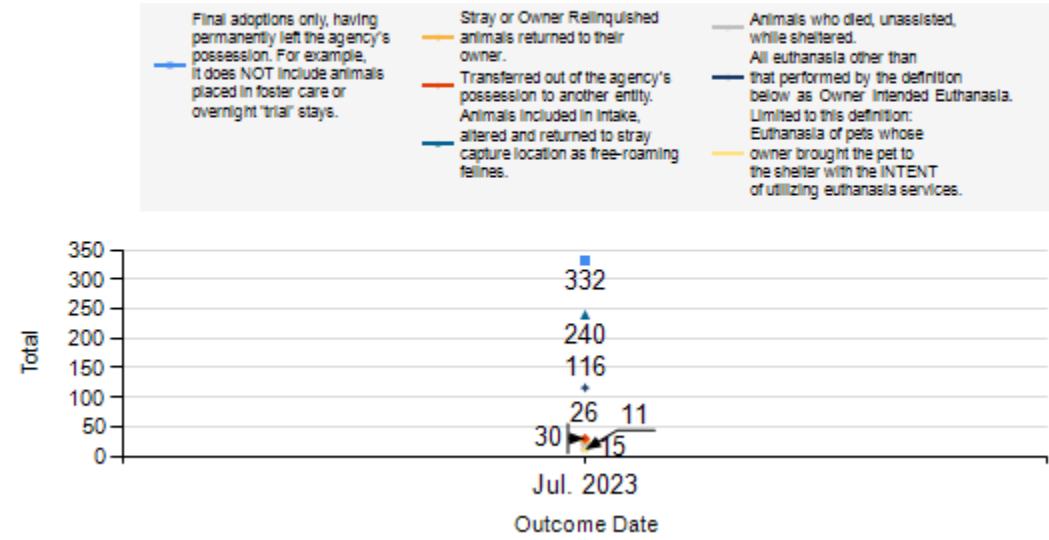 Final adoptions only, having
permanently left the agency's
possession. For example,
it does NOT include animals
placed in foster care or
overnight "trial" stays.
Stray or Owner Relinquished
animals returned to their
owner.
Transferred out of the agency's
possession to another entity.
Animals included in intake,
altered and returned to stray
capture location as free-roaming
felines.
Animals who died, unassisted,
while sheltered.
All euthanasia other than
that performed by the definition
below as Owner Intended Euthanasia.
Limited to this definition:
Euthanasia of pets whose
owner brought the pet to
the shelter with the INTENT
of utilizing euthanasia services.
350
300
250
200
150
100
50
0
Total
332
240
116
26
11
30
15
Jul. 2023
Outcome Date